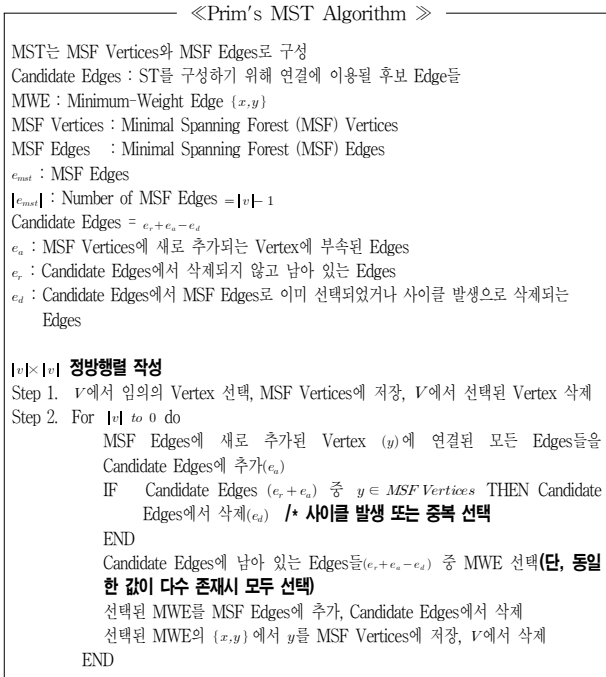 ≪Prim's MST Algorithm ≫
MST는 MSF Vertices와 MSF Edges로 구성
Candidate Edges : ST를 구성하기 위해 연결에 이용될 후보 Edge들
MWE : Minimum-Weight Edge {x,y}
MSF Vertices : Minimal Spanning Forest (MSF) Vertices
MSF Edges : Minimal Spanning Forest (MSF) Edges
e_mst : MSF Edges
|e_mst| : Number of MSF Edges =|v|-1
Candidate Edges = e_r+e_a-e_d
e_a : MSF Vertices에 새로 추가되는 Vertex에 부속된 Edges
e_r : Candidate Edges에서 삭제되지 않고 남아 있는 Edges
e_d : Candidate Edges에서 MSF Edges로 이미 선택되었거나 사이클 발생으로 삭제되는
Edges
|v|×|v| 정방행렬 작성
Step 1. V에서 임의의 Vertex 선택, MSF Vertices에 저장, V에서 선택된 Vertex 삭제
Step 2. For |v| to 0 do
MSF Edges에 새로 추가된 Vertex (y)에 연결된 모든 Edges들을
Candidate Edges에 추가(e_a)
IF Candidate Edges (e_r+e_a) 중 y∈MSF Vertices THEN Candidate
Edges에서 삭제(e_d) /* 사이클 발생 또는 중복 선택
END
Candidate Edges에 남아 있는 Edges들(e_r+e_a-e_d) 중 MWE 선택(단, 동일
한 값이 다수 존재시 모두 선택)
선택된 MWE를 MSF Edges에 추가, Candidate Edges에서 삭제
선택된 MWE의 {x,y}에서 y를 MSF Vertices에 저장, V에서 삭제
END